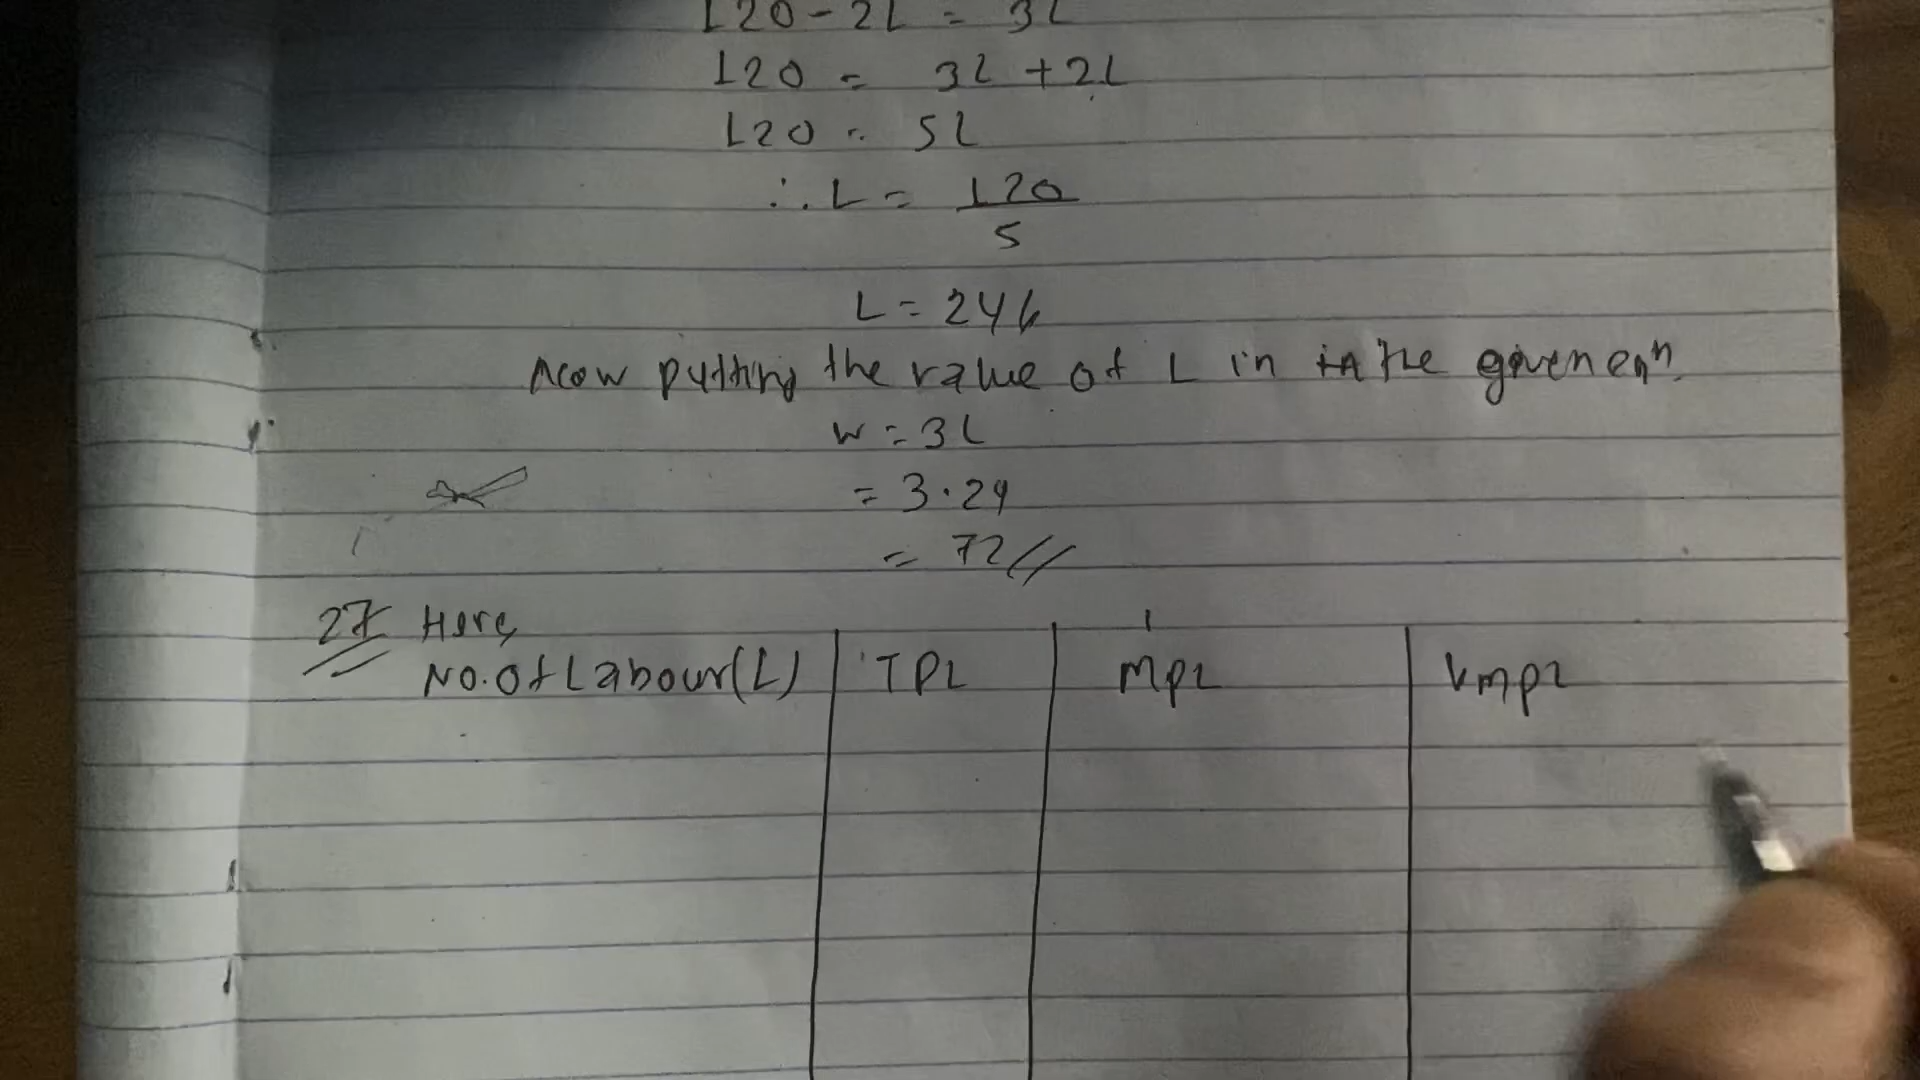 120 - 2L = 3L
120 = 3L + 2L
120 = 5L
∴ L = 120
5
L = 24
Now putting the value of L in in the given eqn.
W = 3L
= 3.24
= 72//
27 Here,
No. Of Labour(L) TPL MPL VMPL